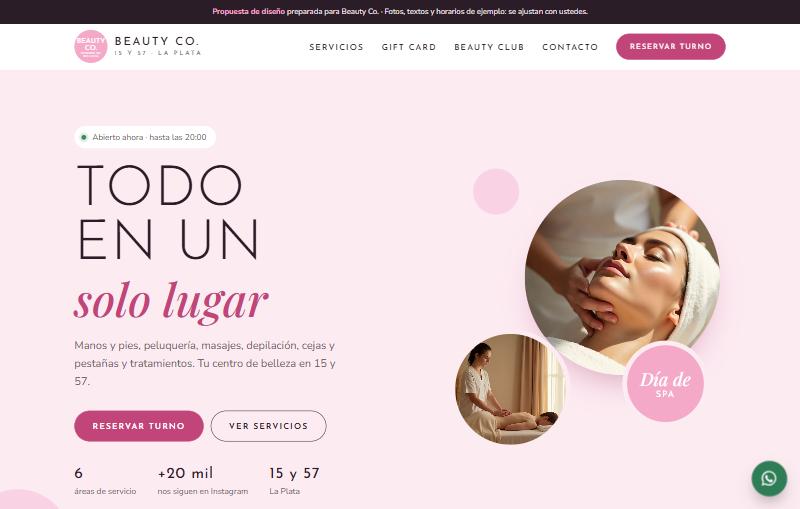 Propuesta de diseño preparada para Beauty Co. · Fotos, textos y horarios de ejemplo: se ajustan con ustedes.
BEAUTY
CO.
BEAUTY CO.
15 Y 57 · LA PLATA
SERVICIOS
GIFT CARD
BEAUTY CLUB
CONTACTO
RESERVAR TURNO
Abierto ahora · hasta las 20:00
TODO
EN UN
solo lugar
Manos y pies, peluquería, masajes, depilación, cejas y
pestañas y tratamientos. Tu centro de belleza en 15 y
57.
RESERVAR TURNO
VER SERVICIOS
Día de
SPA
6
áreas de servicio
+20 mil
nos siguen en Instagram
15 y 57
La Plata